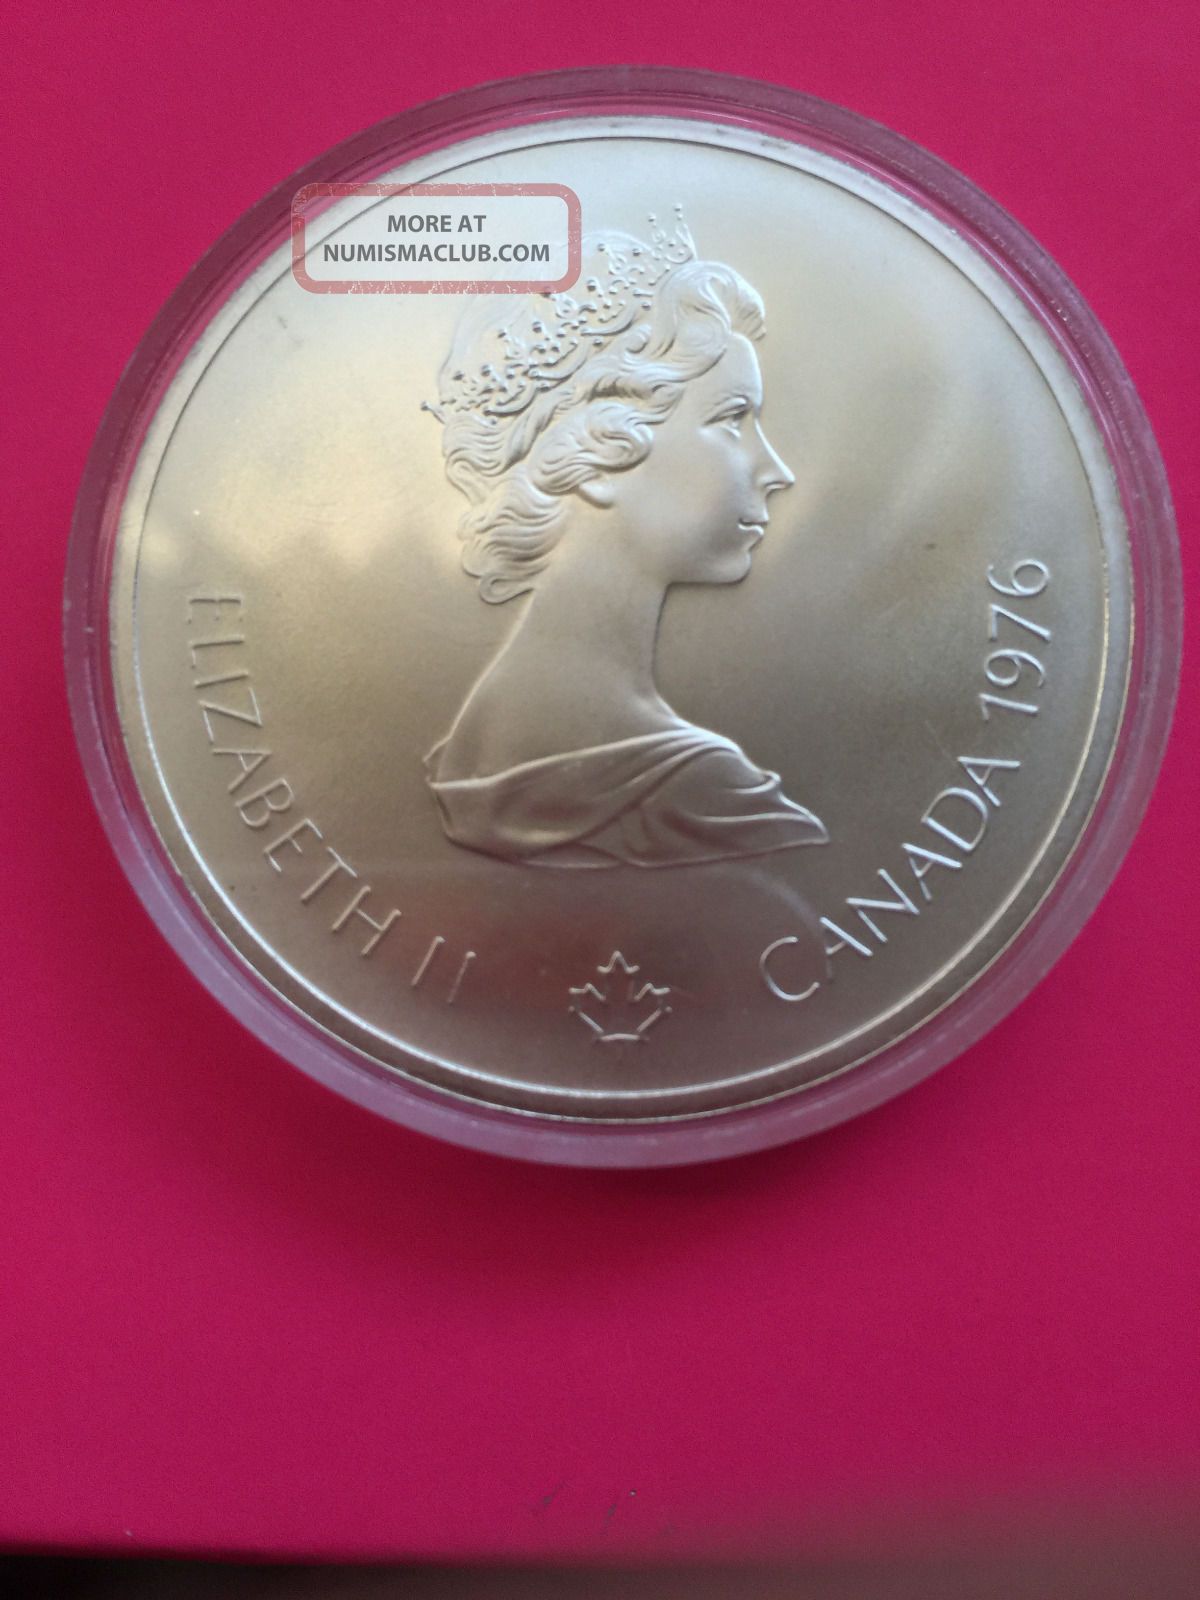 MORE AT
NUMISMACLUB.COM
ELIZABETH II
CANADA 1976